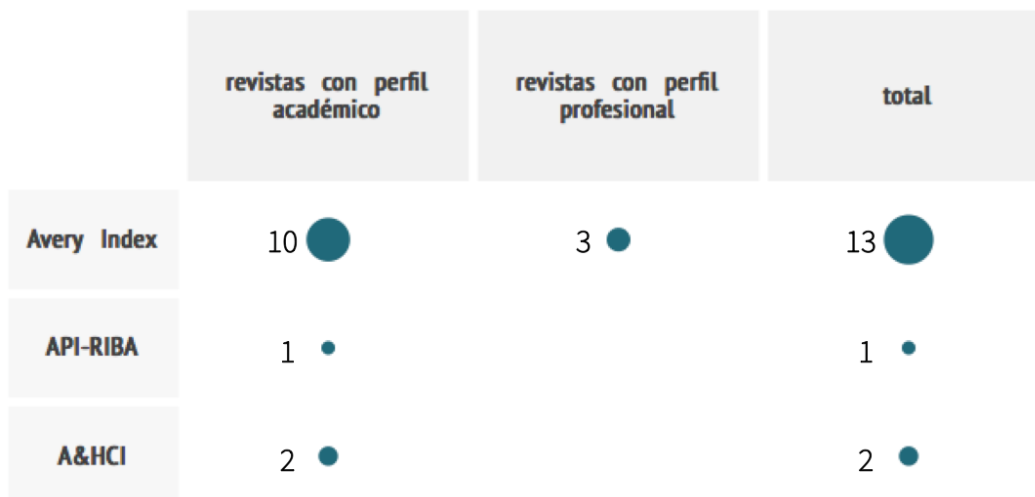 revistas con perfil
académico
revistas con perfil
profesional
total
Avery Index
10
3
13
API-RIBA
1
1
A&HCI
2
2